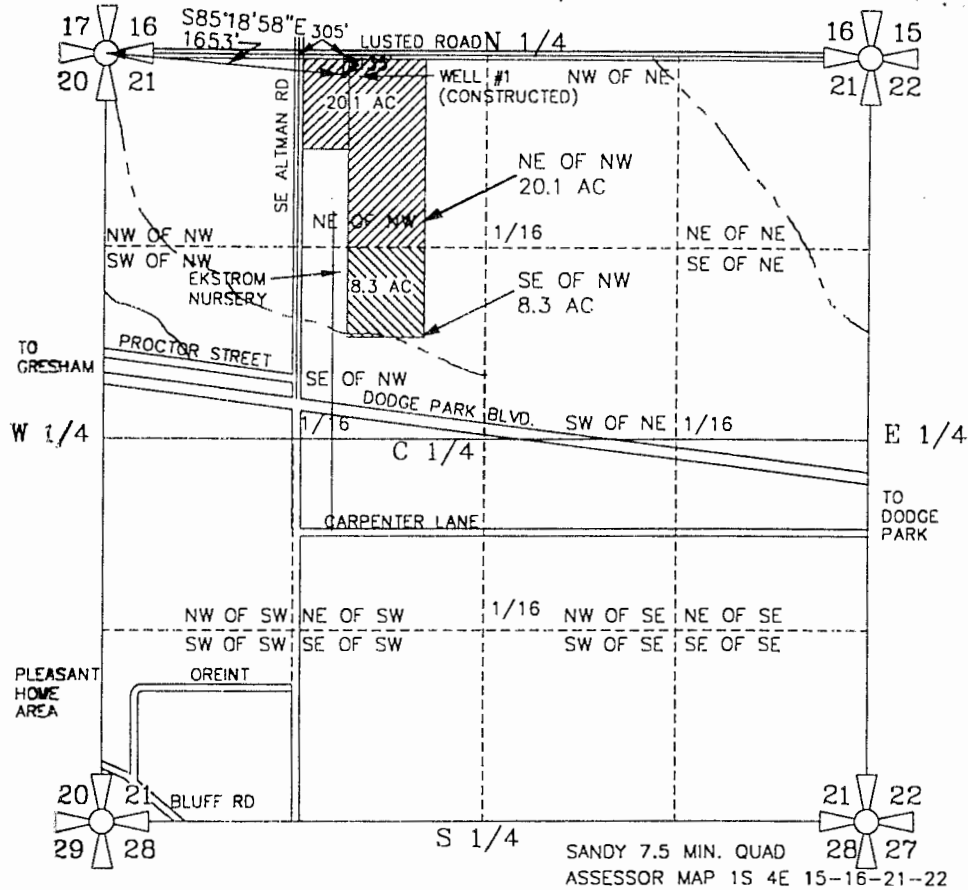 17 16
20 21
S85°18'58"E
1653'
305'
LUSTED ROAD
N 1/4
16 15
21 22
WELL #1
(CONSTRUCTED)
NW OF NE
20.1 AC
SE ALTMAN RD
NE OF NW
20.1 AC
NE OF NW
NW OF NW
SW OF NW
1/16
NE OF NE
SE OF NE
EKSTROM
NURSERY
8.3 AC
SE OF NW
8.3 AC
TO
GRESHAM
PROCTOR STREET
SE OF NW
DODGE PARK BLVD.
W 1/4
1/16
C 1/4
SW OF NE
1/16
E 1/4
TO
DODGE
PARK
CARPENTER LANE
NW OF SW
NE OF SW
1/16
NW OF SE
NE OF SE
SW OF SW
SE OF SW
SW OF SE
SE OF SE
PLEASANT
HOME
AREA
OREINT
20 21
29 28
BLUFF RD
S 1/4
21 22
28 27
SANDY 7.5 MIN. QUAD
ASSESSOR MAP 1S 4E 15-16-21-22